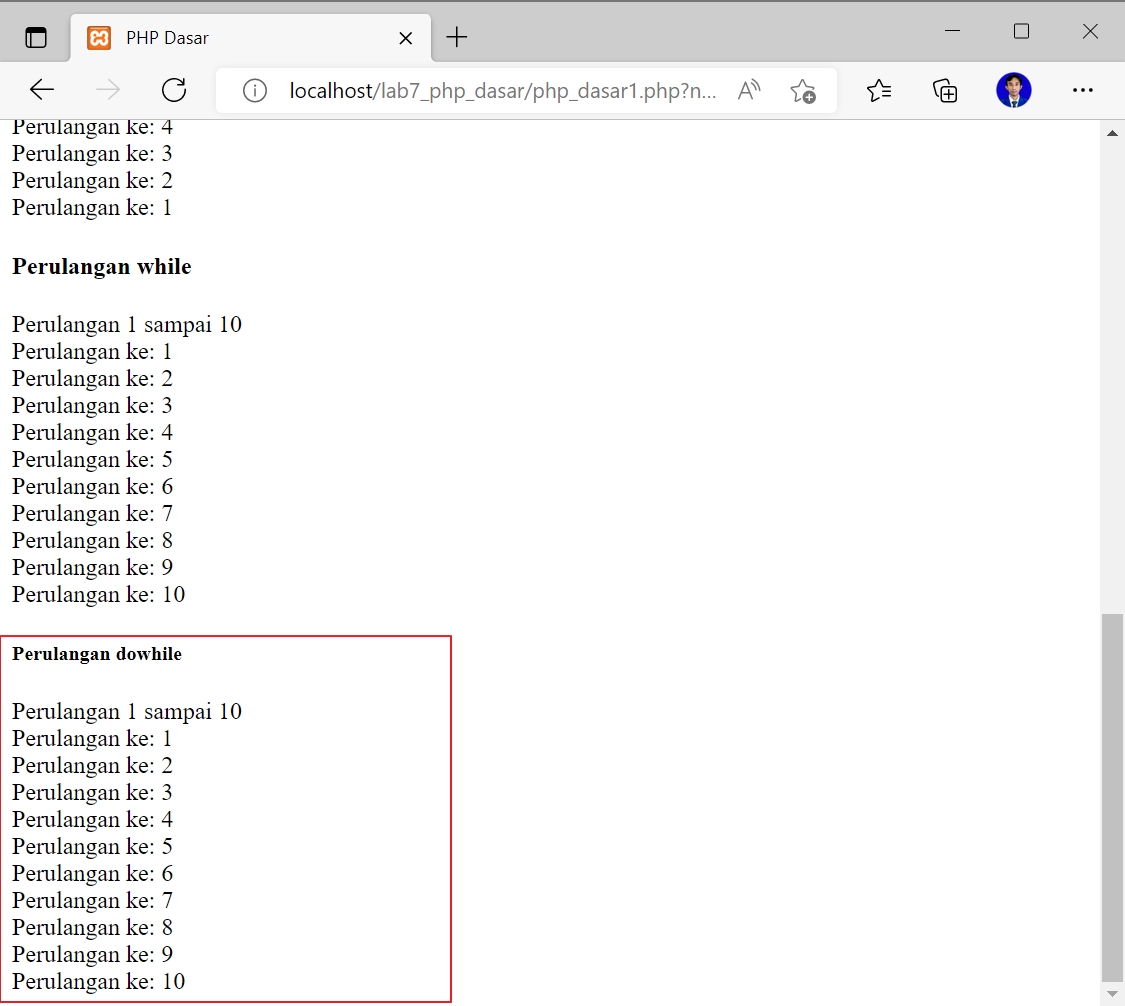 PHP Dasar
localhost/lab7_php_dasar/php_dasar1.php?n...
Perulangan ke: 4
Perulangan ke: 3
Perulangan ke: 2
Perulangan ke: 1
Perulangan while
Perulangan 1 sampai 10
Perulangan ke: 1
Perulangan ke: 2
Perulangan ke: 3
Perulangan ke: 4
Perulangan ke: 5
Perulangan ke: 6
Perulangan ke: 7
Perulangan ke: 8
Perulangan ke: 9
Perulangan ke: 10
Perulangan dowhile
Perulangan 1 sampai 10
Perulangan ke: 1
Perulangan ke: 2
Perulangan ke: 3
Perulangan ke: 4
Perulangan ke: 5
Perulangan ke: 6
Perulangan ke: 7
Perulangan ke: 8
Perulangan ke: 9
Perulangan ke: 10